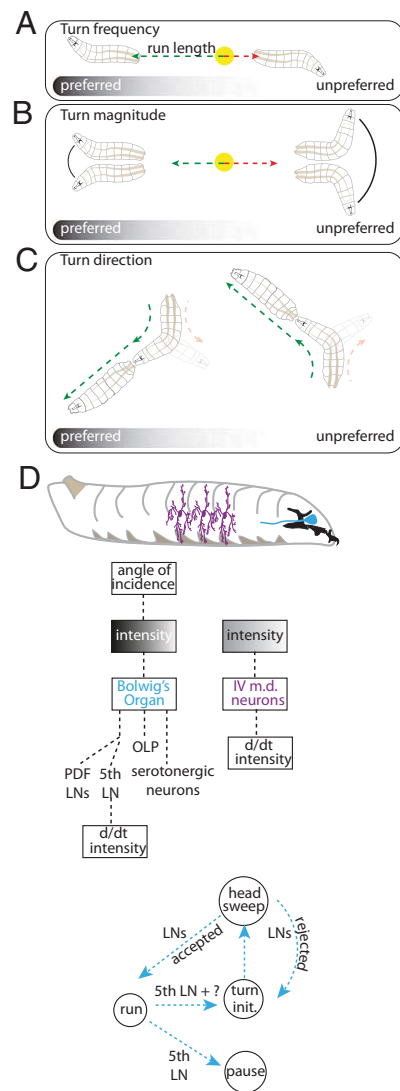 A
Turn frequency
run length
preferred
unpreferred
B
Turn magnitude
preferred
unpreferred
C
Turn direction
preferred
unpreferred
D
angle of
incidence
intensity
intensity
Bolwig's
Organ
IV m.d.
neurons
OLP
d/dt
intensity
PDF
LNs
5th
LN
serotonergic
neurons
d/dt
intensity
head
sweep
LNs
accepted
LNs
rejected
run
5th LN + ?
turn
init.
5th
LN
pause